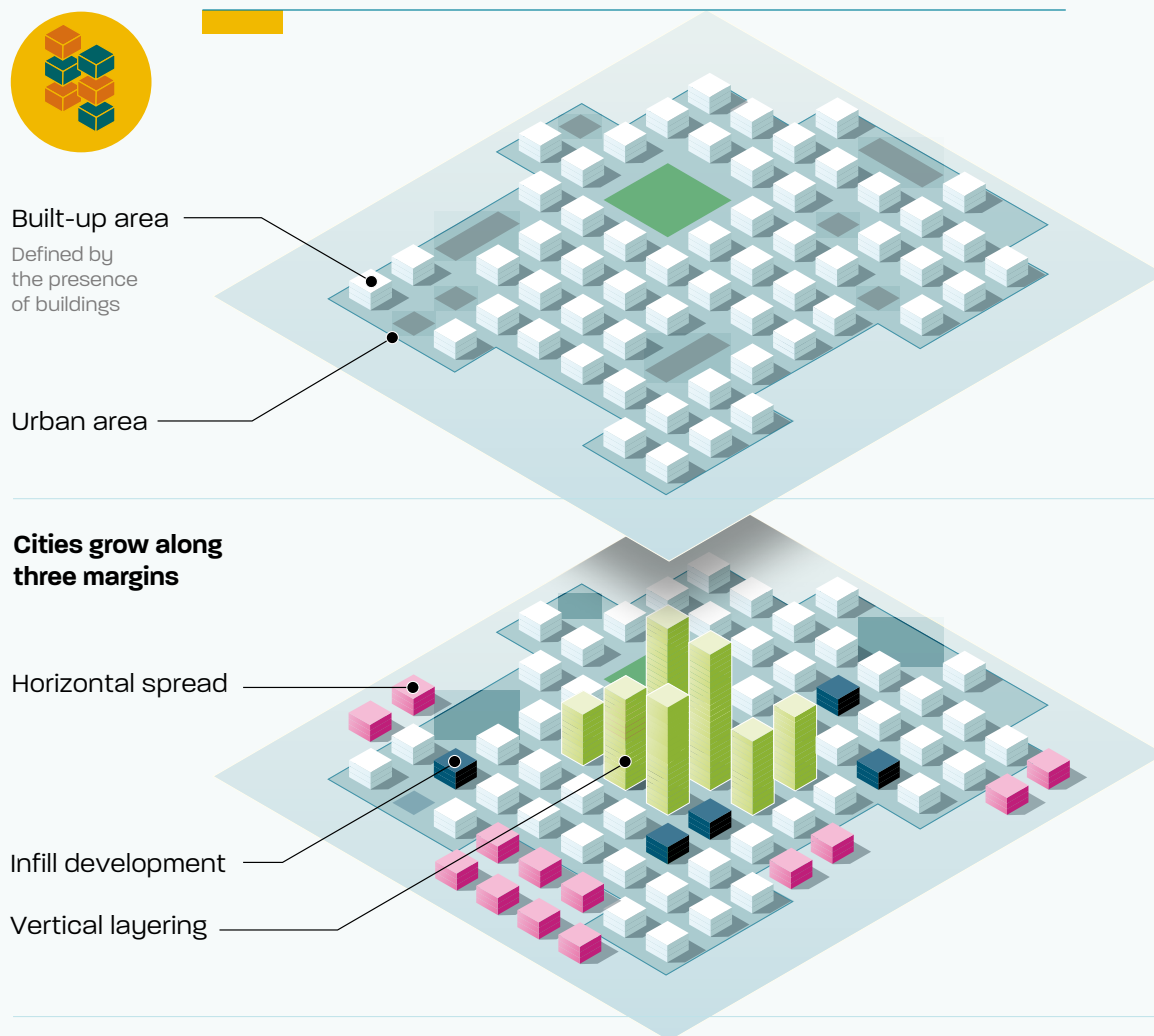 Built-up area
Defined by
the presence
of buildings
Urban area
Cities grow along
three margins
Horizontal spread
Infill development
Vertical layering